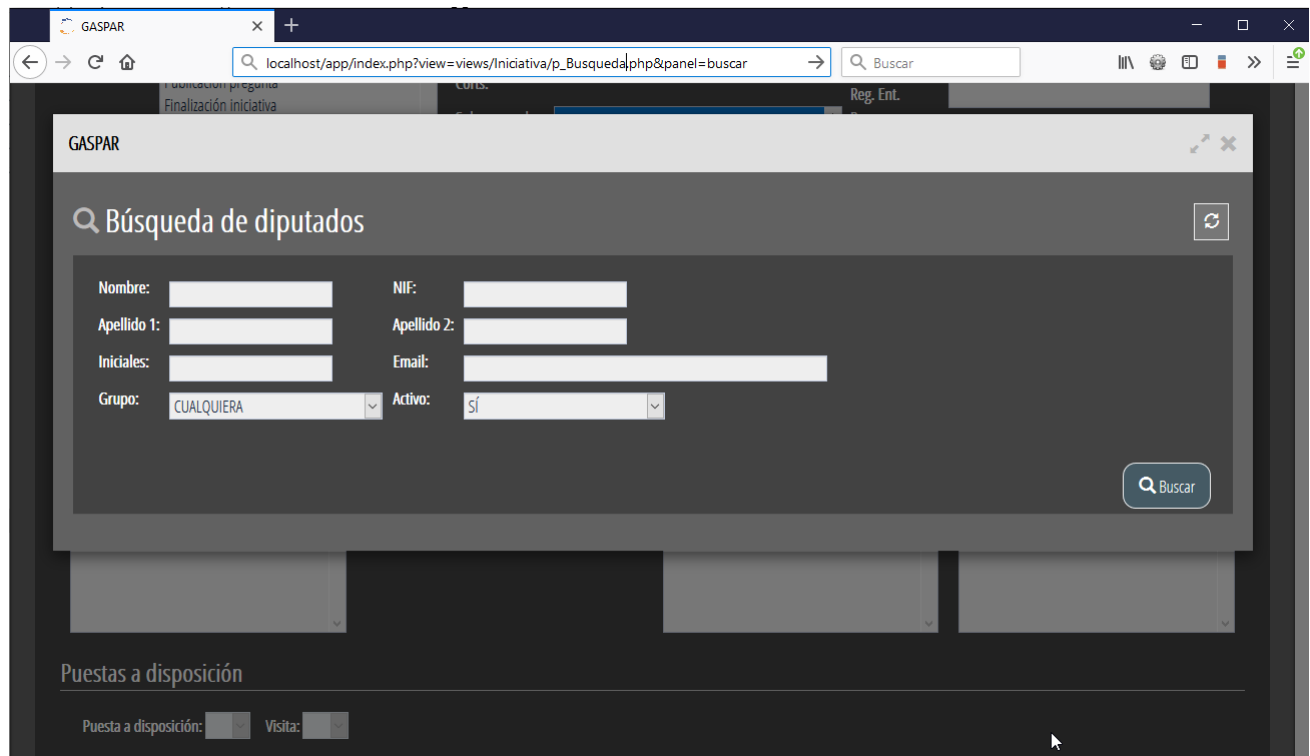 GASPAR
localhost/app/index.php?view=views/Iniciativa/p_Busqueda.php&panel=buscar
Buscar
Publicación pregunta
Corts.
Reg. Ent.
Finalización iniciativa
GASPAR
Búsqueda de diputados
Nombre:
NIF:
Apellido 1:
Apellido 2:
Iniciales:
Email:
Grupo: CUALQUIERA
Activo: SÍ
Buscar
Puestas a disposición
Puesta a disposición:
Visita: